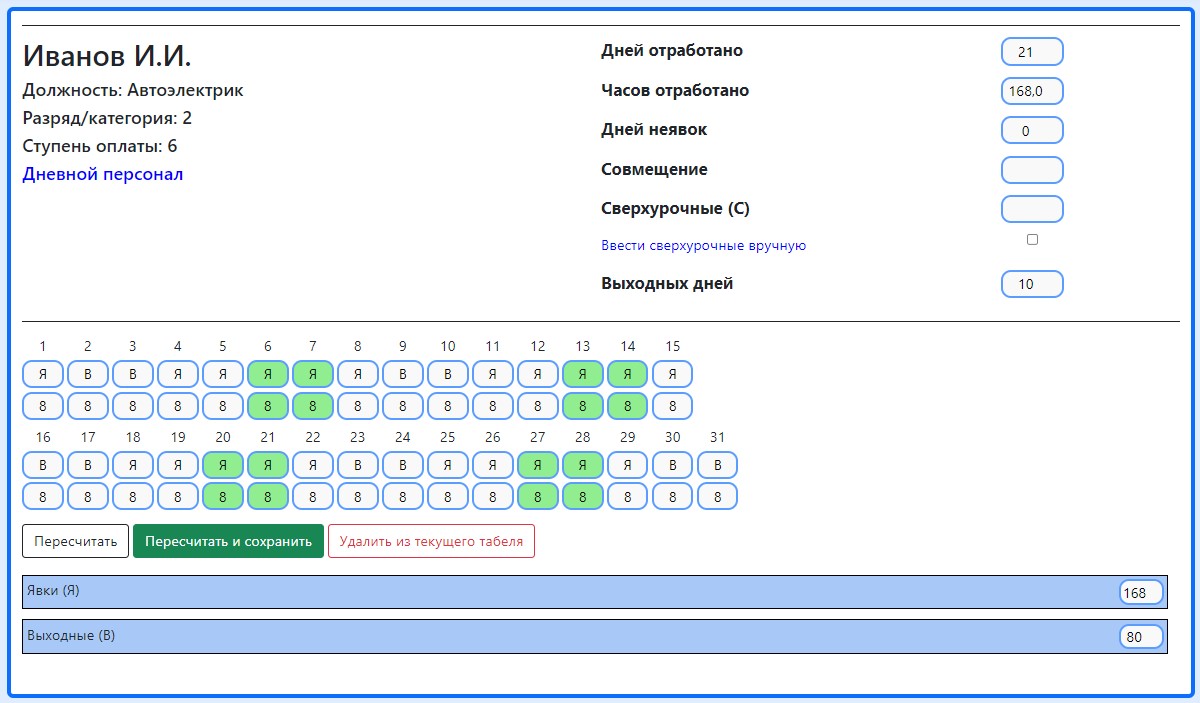 Иванов И.И.
Должность: Автоэлектрик
Разряд/категория: 2
Ступень оплаты: 6
Дневной персонал
Дней отработано 21
Часов отработано 168,0
Дней неявок 0
Совмещение
Сверхурочные (С)
Ввести сверхурочные вручную
Выходных дней 10
1 2 3 4 5 6 7 8 9 10 11 12 13 14 15
Я В В Я Я Я Я Я В В Я Я Я Я Я
8 8 8 8 8 8 8 8 8 8 8 8 8 8 8
16 17 18 19 20 21 22 23 24 25 26 27 28 29 30 31
В В Я Я Я Я Я В В Я Я Я Я Я В В
8 8 8 8 8 8 8 8 8 8 8 8 8 8 8 8
Пересчитать Пересчитать и сохранить Удалить из текущего табеля
Явки (Я) 168
Выходные (В) 80